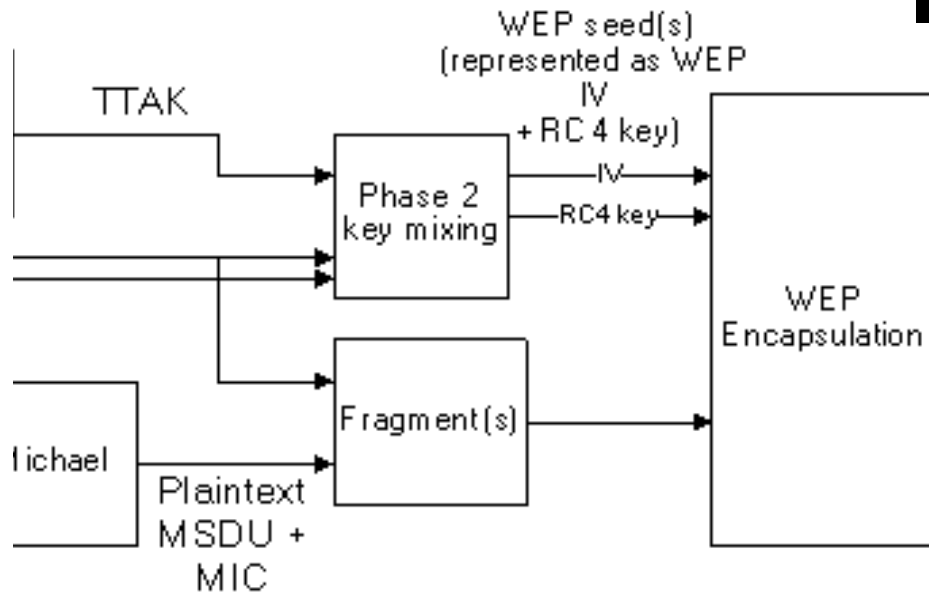 WEP seed(s)
(represented as WEP
IV
+ RC4 key)
TTAK
IV
Phase 2
key mixing
RC4 key
WEP
Encapsulation
Fragment(s)
Plaintext
MSDU +
MIC